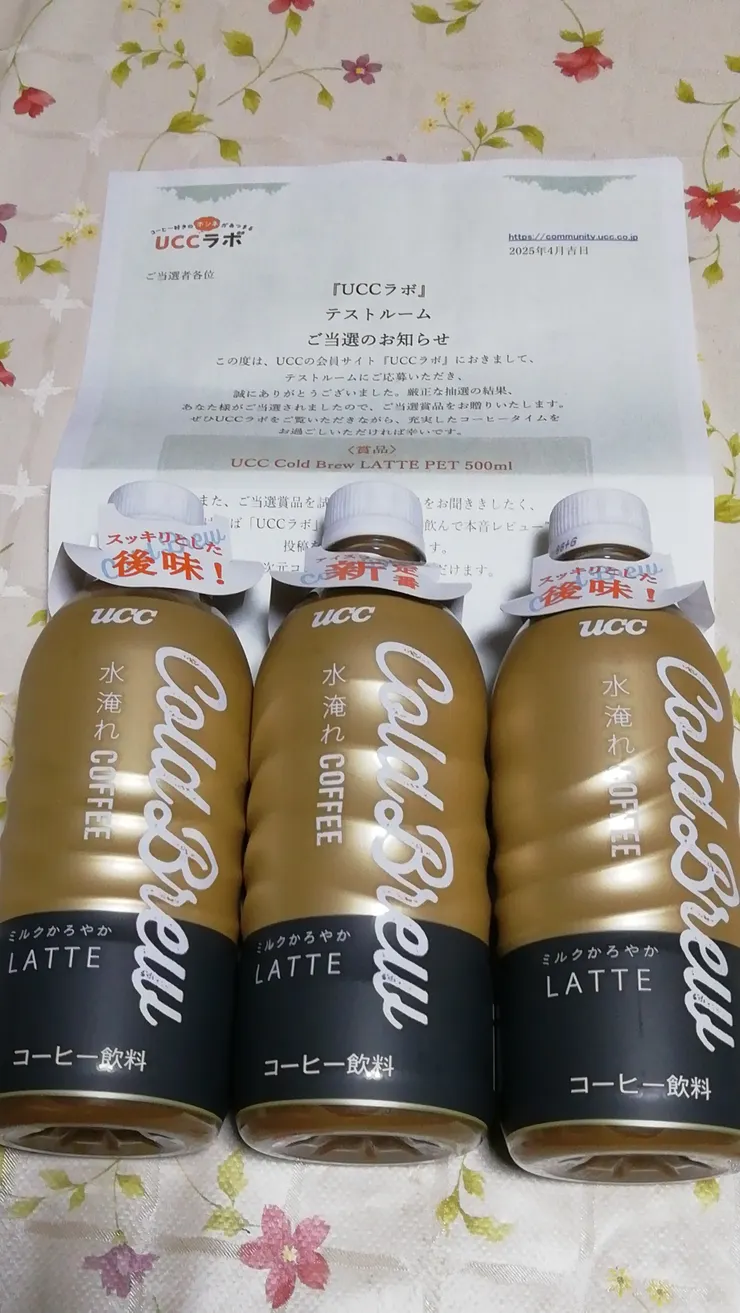 コーヒー好きのホンネがあつまる
UCCラボ
https://community.ucc.co.jp
2025年4月吉日
ご当選者各位
『UCCラボ』
テストルーム
ご当選のお知らせ
この度は、UCCの会員サイト『UCCラボ』におきまして、
テストルームにご応募いただき、
誠にありがとうございました。厳正な抽選の結果、
あなた様がご当選されましたので、ご当選賞品をお贈りいたします。
ぜひUCCラボをご覧いただきながら、充実したコーヒータイムを
お過ごしいただければ幸いです。
〈賞品〉
UCC Cold Brew LATTE PET 500ml
また、ご当選賞品を試
をお聞ききしたく、
ば「UCCラボ」
飲んで本音レビュー
投稿
す。
次元コ
だけます。
スッキリとした
後味!
新定番
スッキリとした
後味!
ucc
Cold Brew
水淹れ COFFEE
ミルクかろやか
LATTE
コーヒー飲料
ucc
Cold Brew
水淹れ COFFEE
ミルクかろやか
LATTE
コーヒー飲料
ucc
Cold Brew
水淹れ COFFEE
ミルクかろやか
LATTE
コーヒー飲料